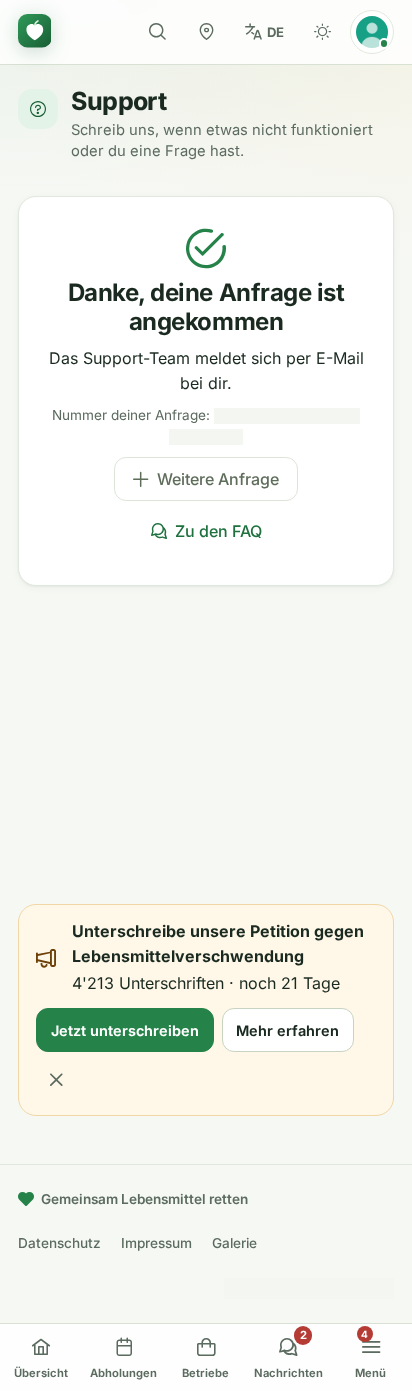 DE
Support
Schreib uns, wenn etwas nicht funktioniert
oder du eine Frage hast.
Danke, deine Anfrage ist
angekommen
Das Support-Team meldet sich per E-Mail
bei dir.
Nummer deiner Anfrage:
Weitere Anfrage
Zu den FAQ
Unterschreibe unsere Petition gegen
Lebensmittelverschwendung
4'213 Unterschriften · noch 21 Tage
Jetzt unterschreiben Mehr erfahren
Gemeinsam Lebensmittel retten
Datenschutz Impressum Galerie
2 4
Übersicht Abholungen Betriebe Nachrichten Menü